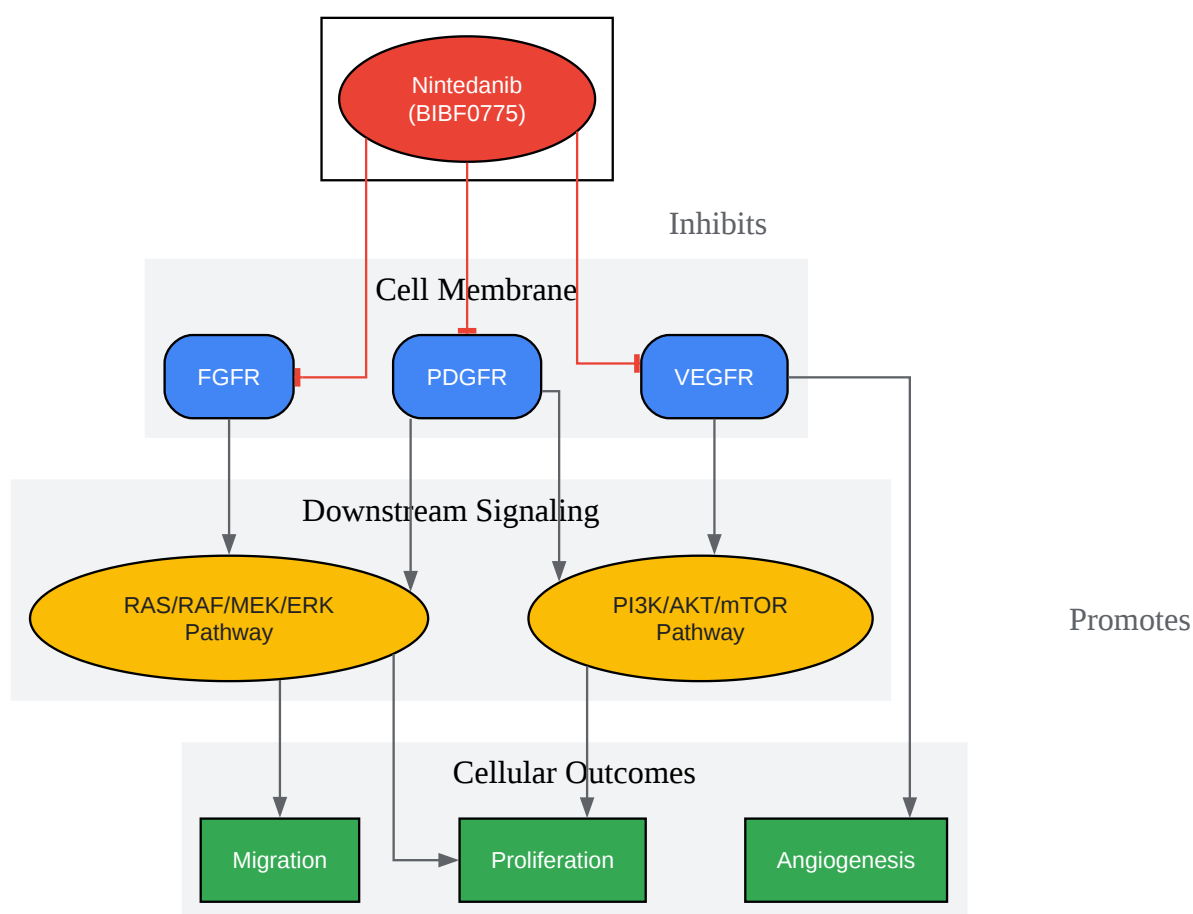 Nintedanib
(BIBF0775)
Inhibits
Cell Membrane
FGFR
PDGFR
VEGFR
Downstream Signaling
RAS/RAF/MEK/ERK
Pathway
PI3K/AKT/mTOR
Pathway
Promotes
Cellular Outcomes
Migration
Proliferation
Angiogenesis